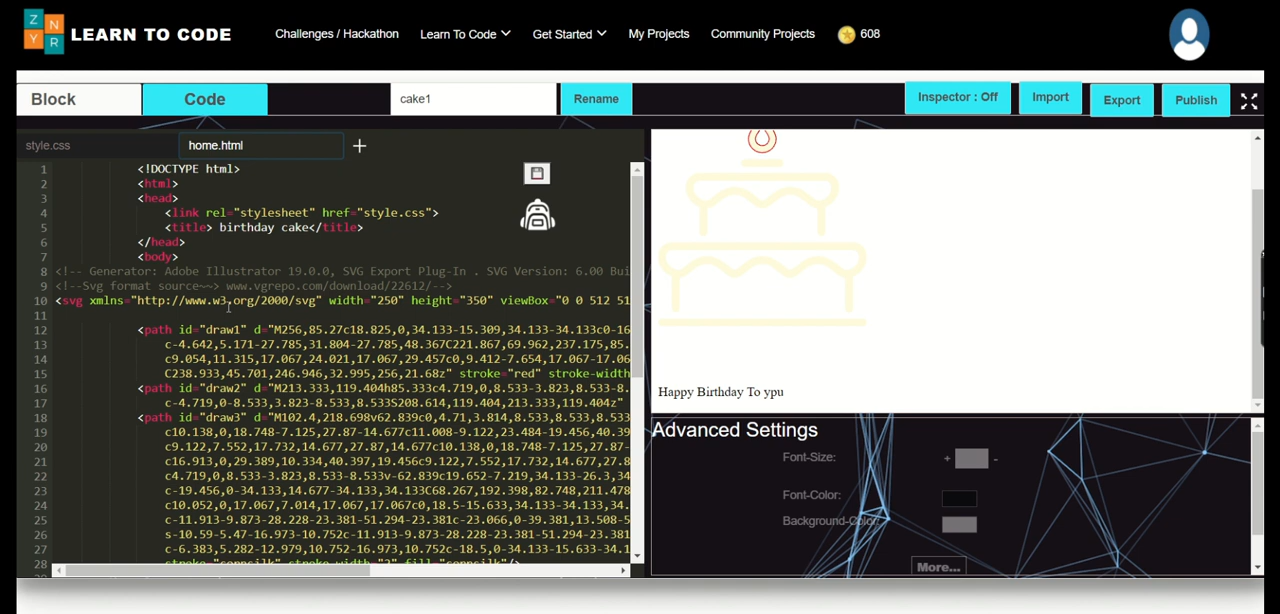 Z N Y R LEARN TO CODE Challenges / Hackathon Learn To Code Get Started My Projects Community Projects 608
Block Code cake1 Rename Inspector : Off Import Export Publish
style.css home.html +
1 <!DOCTYPE html>
2 <html>
3 <head>
4 <link rel="stylesheet" href="style.css">
5 <title> birthday cake</title>
6 </head>
7 <body>
8 <!-- Generator: Adobe Illustrator 19.0.0, SVG Export Plug-In . SVG Version: 6.00 Bui
9 <!--Svg format source~~> www.vgrepo.com/download/22612/-->
10 <svg xmlns="http://www.w3.org/2000/svg" width="250" height="350" viewBox="0 0 512 51
11
12 <path id="draw1" d="M256,85.27c18.825,0,34.133-15.309,34.133-34.133c0-16
13 c-4.642,5.171-27.785,31.804-27.785,48.367C221.867,69.962,237.175,85.
14 c9.054,11.315,17.067,24.021,17.067,29.457c0,9.412-7.654,17.067-17.06
15 C238.933,45.701,246.946,32.995,256,21.68z" stroke="red" stroke-width
16 <path id="draw2" d="M213.333,119.404h85.333c4.719,0,8.533-3.823,8.533-8.
17 c-4.719,0-8.533,3.823-8.533,8.533S208.614,119.404,213.333,119.404z"
18 <path id="draw3" d="M102.4,218.698v62.839c0,4.71,3.814,8.533,8.533,8.533
19 c10.138,0,18.748-7.125,27.87-14.677c11.008-9.122,23.484-19.456,40.39
20 c9.122,7.552,17.732,14.677,27.87,14.677c10.138,0,18.748-7.125,27.87-
21 c16.913,0,29.389,10.334,40.397,19.456c9.122,7.552,17.732,14.677,27.8
22 c4.719,0,8.533-3.823,8.533-8.533v-62.839c19.652-7.219,34.133-26.3,34
23 c-19.456,0-34.133,14.677-34.133,34.133C68.267,192.398,82.748,211.478
24 c10.052,0,17.067,7.014,17.067,17.067c0,18.5-15.633,34.133-34.133,34.
25 c-11.913-9.873-28.228-23.381-51.294-23.381c-23.066,0-39.381,13.508-5
26 s-10.59-5.47-16.973-10.752c-11.913-9.873-28.228-23.381-51.294-23.381
27 c-6.383,5.282-12.979,10.752-16.973,10.752c-18.5,0-34.133-15.633-34.1
28
Happy Birthday To ypu
Advanced Settings
Font-Size: + -
Font-Color:
Background-Color:
More...